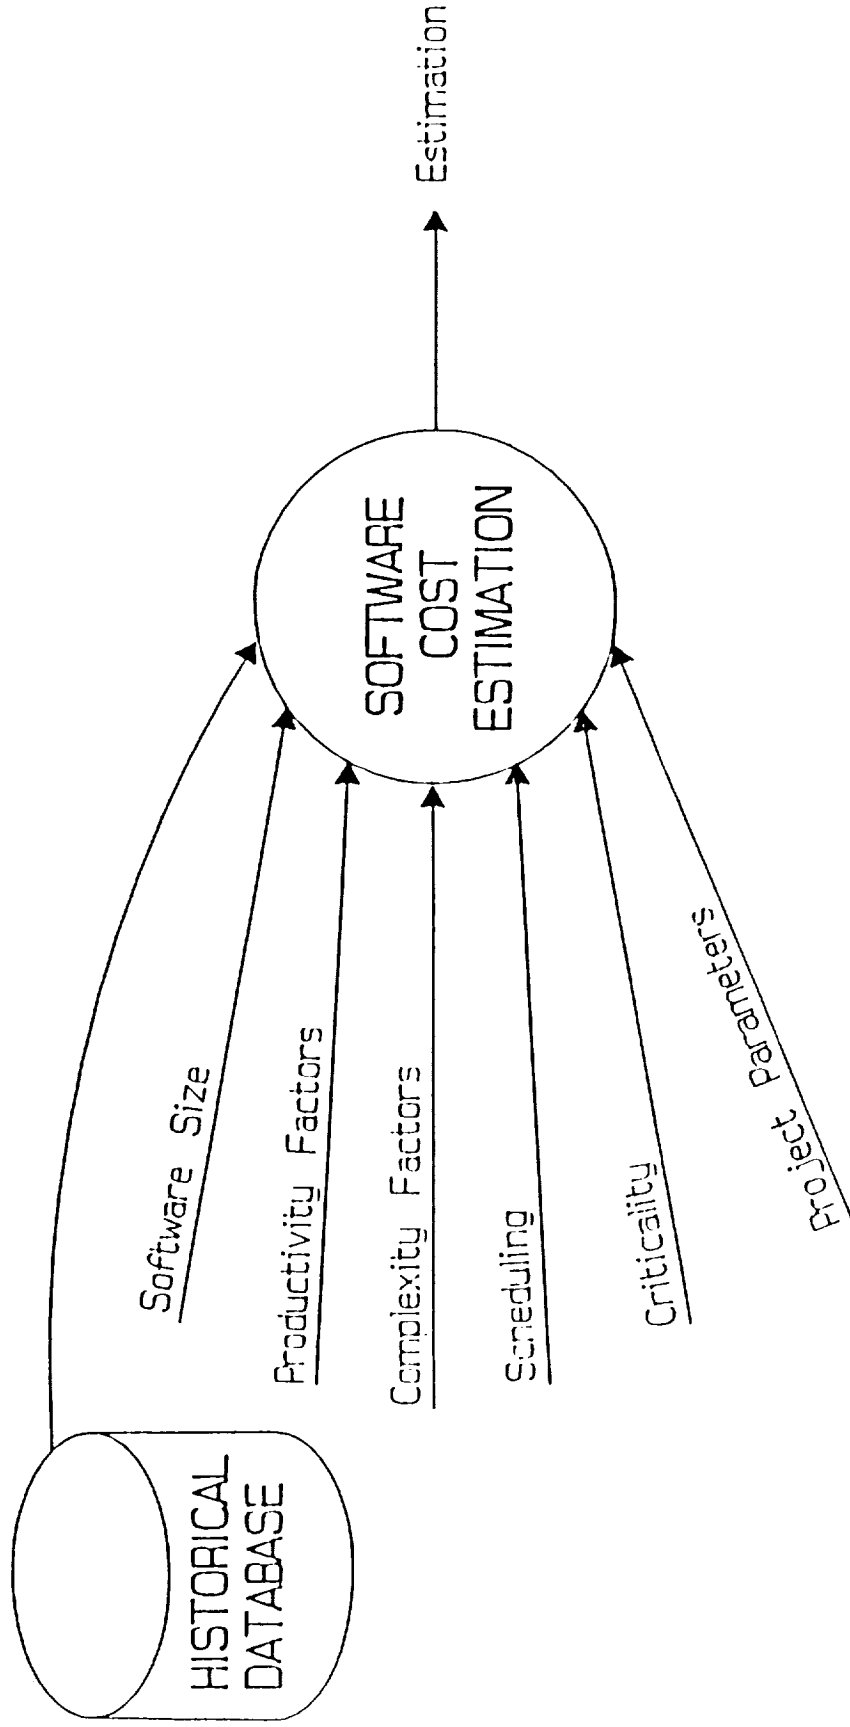 HISTORICAL
DATABASE
Software Size
Productivity Factors
Complexity Factors
Scheduling
Criticality
Project Parameters
SOFTWARE
COST
ESTIMATION
Estimation